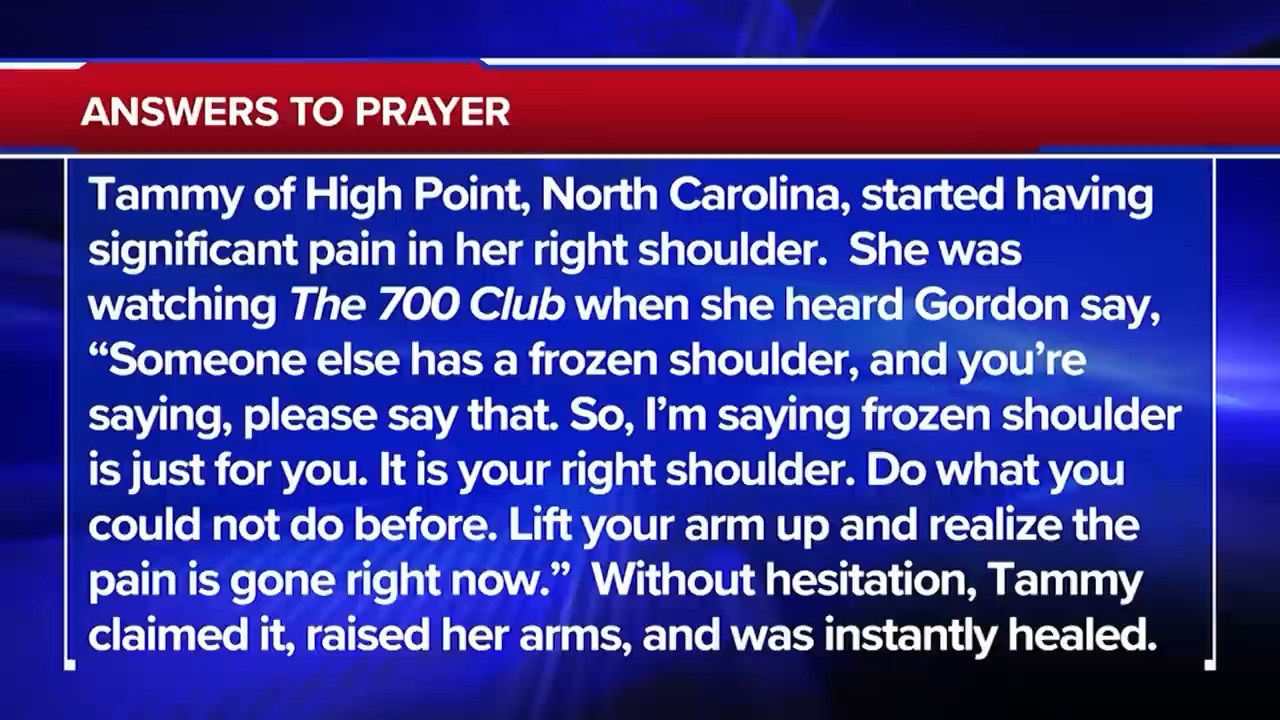 ANSWERS TO PRAYER
Tammy of High Point, North Carolina, started having
significant pain in her right shoulder.  She was
watching The 700 Club when she heard Gordon say,
“Someone else has a frozen shoulder, and you’re
saying, please say that. So, I’m saying frozen shoulder
is just for you. It is your right shoulder. Do what you
could not do before. Lift your arm up and realize the
pain is gone right now.”  Without hesitation, Tammy
claimed it, raised her arms, and was instantly healed.